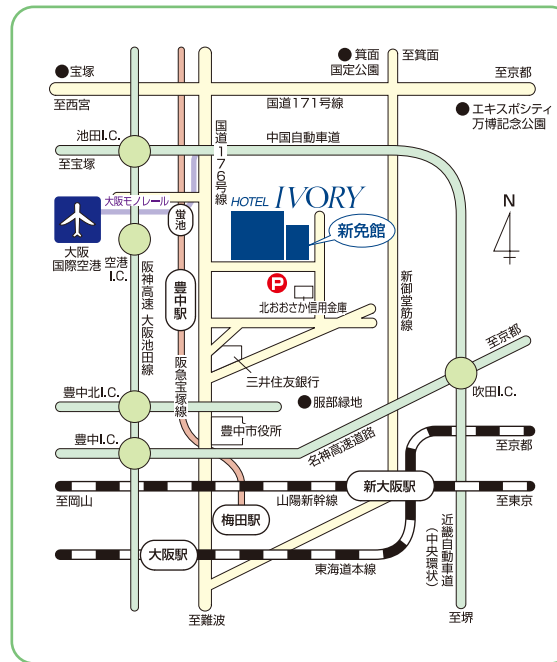 ●宝塚
●箕面
国定公園
至箕面
至京都
至西宮
国道171号線
●エキスポシティ
万博記念公園
池田I.C.
至宝塚
国道176号線
中国自動車道
大阪モノレール
蛍池
HOTEL IVORY
新免館
N
大阪
国際空港
空港
I.C.
阪神高速 大阪池田線
豊中駅
阪急宝塚線
P
北おおさか信用金庫
新御堂筋線
三井住友銀行
至京都
吹田I.C.
豊中北I.C.
●服部緑地
豊中市役所
豊中I.C.
名神高速道路
至京都
至岡山
山陽新幹線
新大阪駅
至東京
梅田駅
大阪駅
東海道本線
近畿自動車道
(中央環状)
至難波
至堺